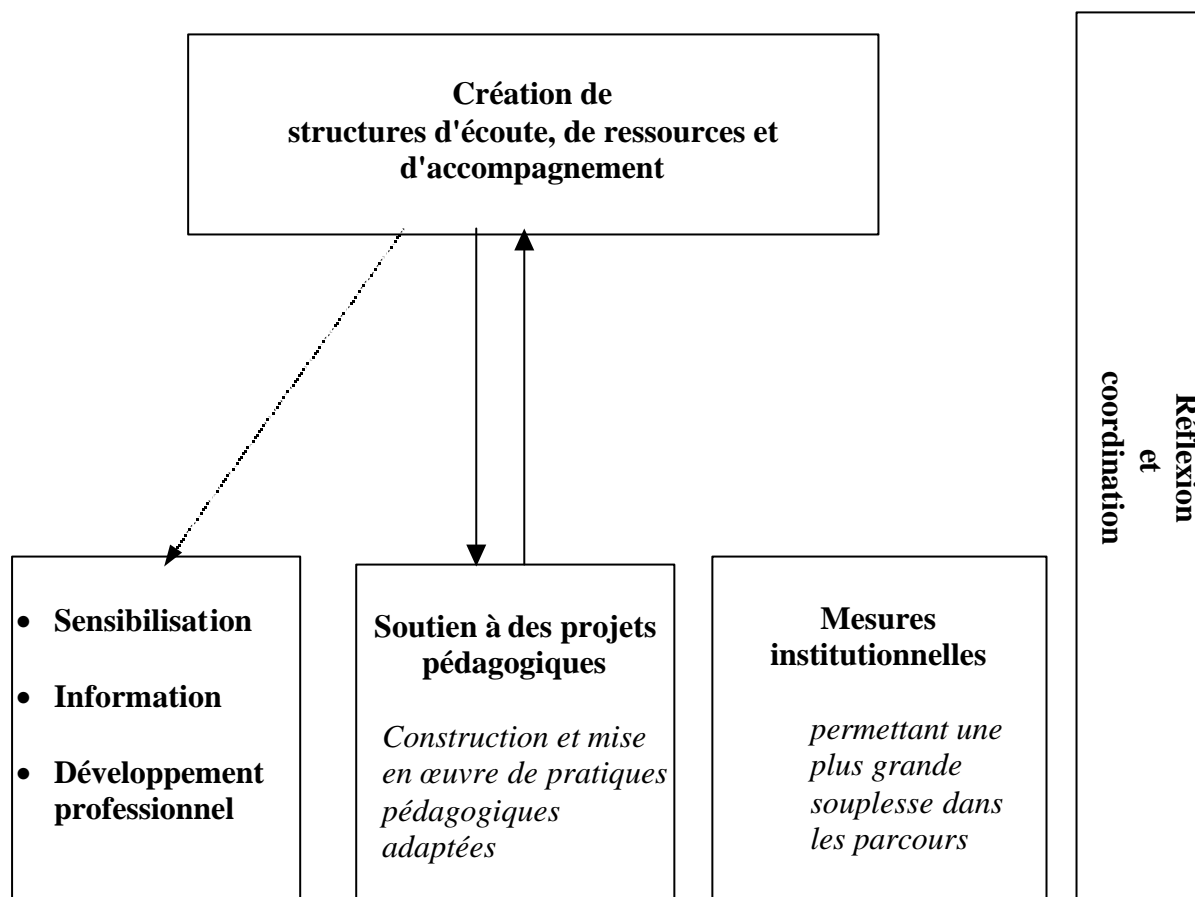 Création de
structures d'écoute, de ressources et
d'accompagnement
Réflexion
et
coordination
• Sensibilisation
• Information
• Développement
professionnel
Soutien à des projets
pédagogiques
Construction et mise
en œuvre de pratiques
pédagogiques
adaptées
Mesures
institutionnelles
permettant une
plus grande
souplesse dans
les parcours